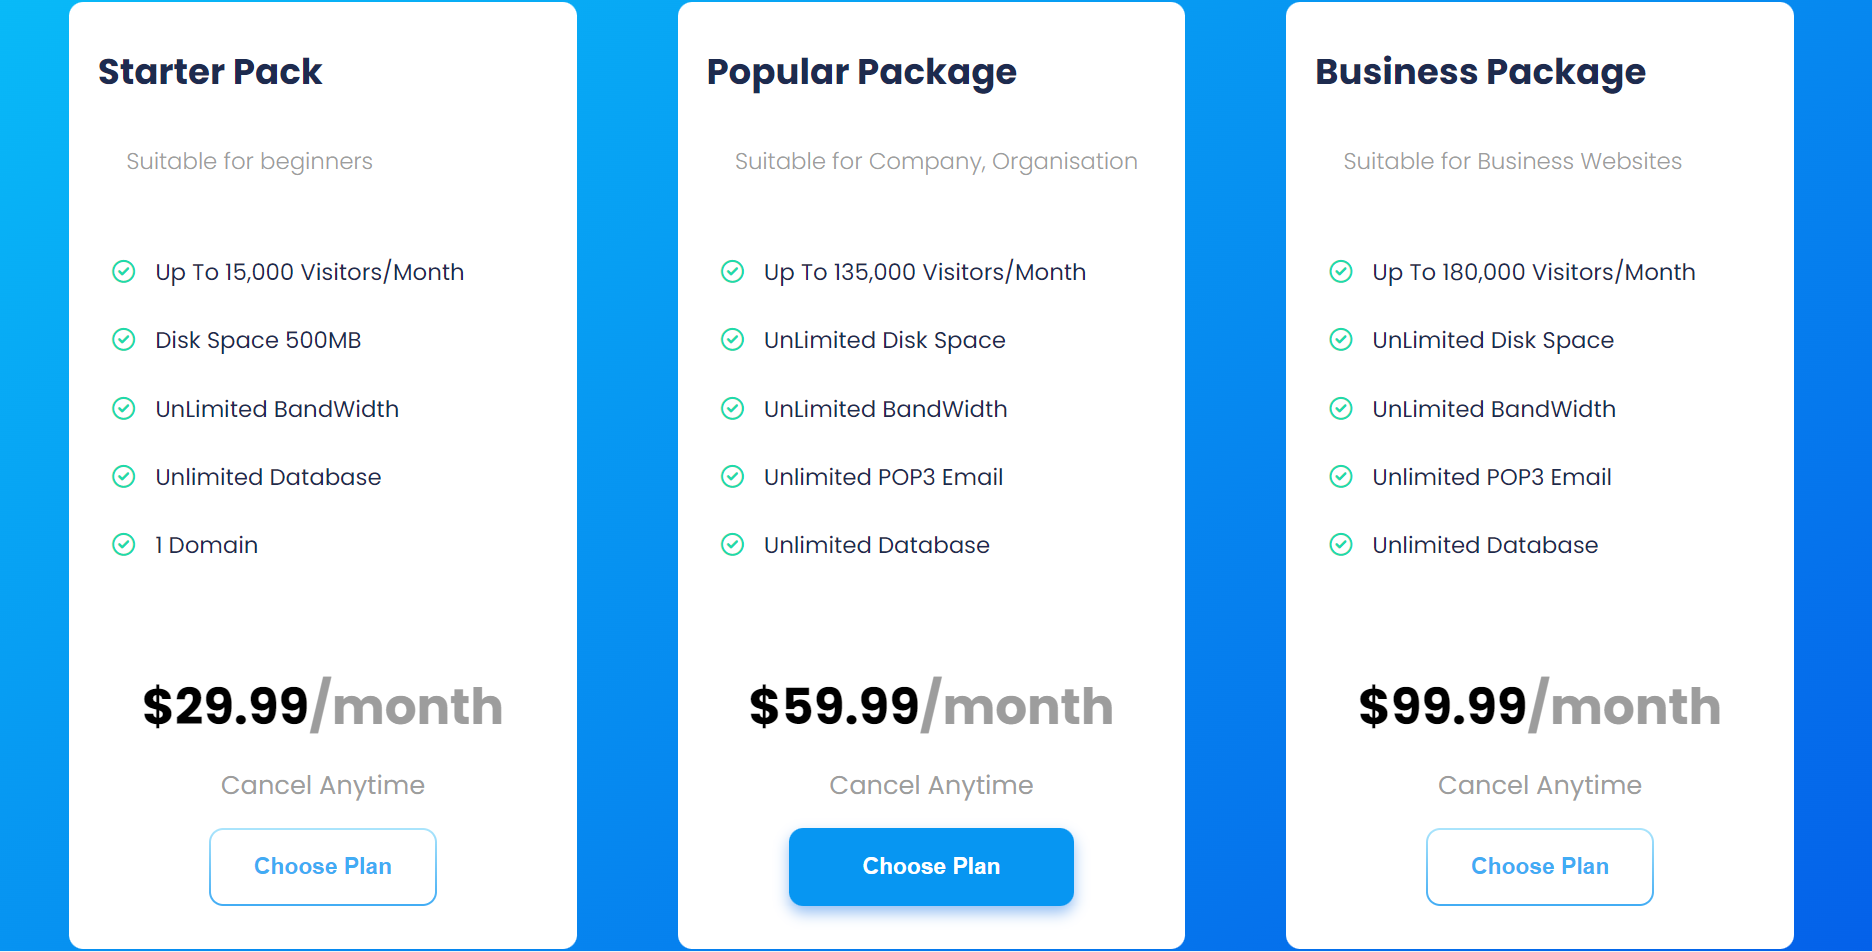 Starter Pack
Suitable for beginners
Up To 15,000 Visitors/Month
Disk Space 500MB
UnLimited BandWidth
Unlimited Database
1 Domain
$29.99/month
Cancel Anytime
Choose Plan
Popular Package
Suitable for Company, Organisation
Up To 135,000 Visitors/Month
UnLimited Disk Space
UnLimited BandWidth
Unlimited POP3 Email
Unlimited Database
$59.99/month
Cancel Anytime
Choose Plan
Business Package
Suitable for Business Websites
Up To 180,000 Visitors/Month
UnLimited Disk Space
UnLimited BandWidth
Unlimited POP3 Email
Unlimited Database
$99.99/month
Cancel Anytime
Choose Plan